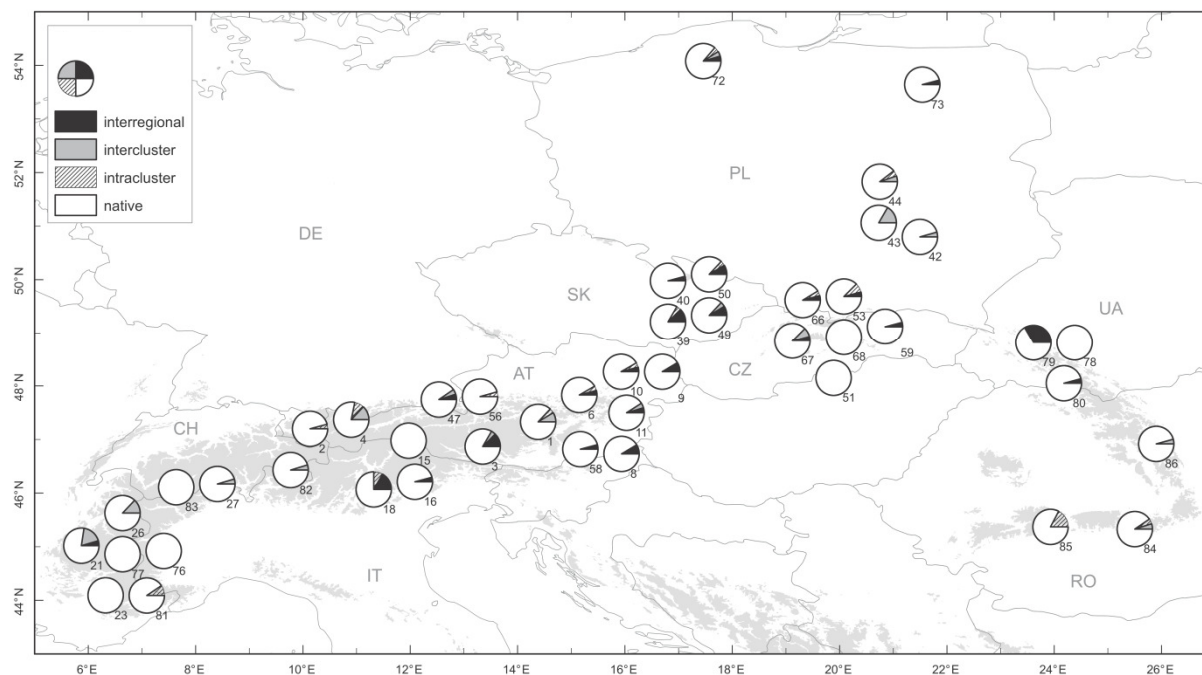 54°N
52°N
50°N
48°N
46°N
44°N
interregional
intercluster
intracluster
native
72
73
PL
44
43
42
DE
SK
40
50
39
49
66
53
67
68
59
51
CZ
UA
79
78
80
86
AT
10
9
6
11
47
56
4
2
1
58
8
3
15
CH
82
18
16
83
27
26
21
77
76
23
81
IT
85
84
RO
6°E
8°E
10°E
12°E
14°E
16°E
18°E
20°E
22°E
24°E
26°E